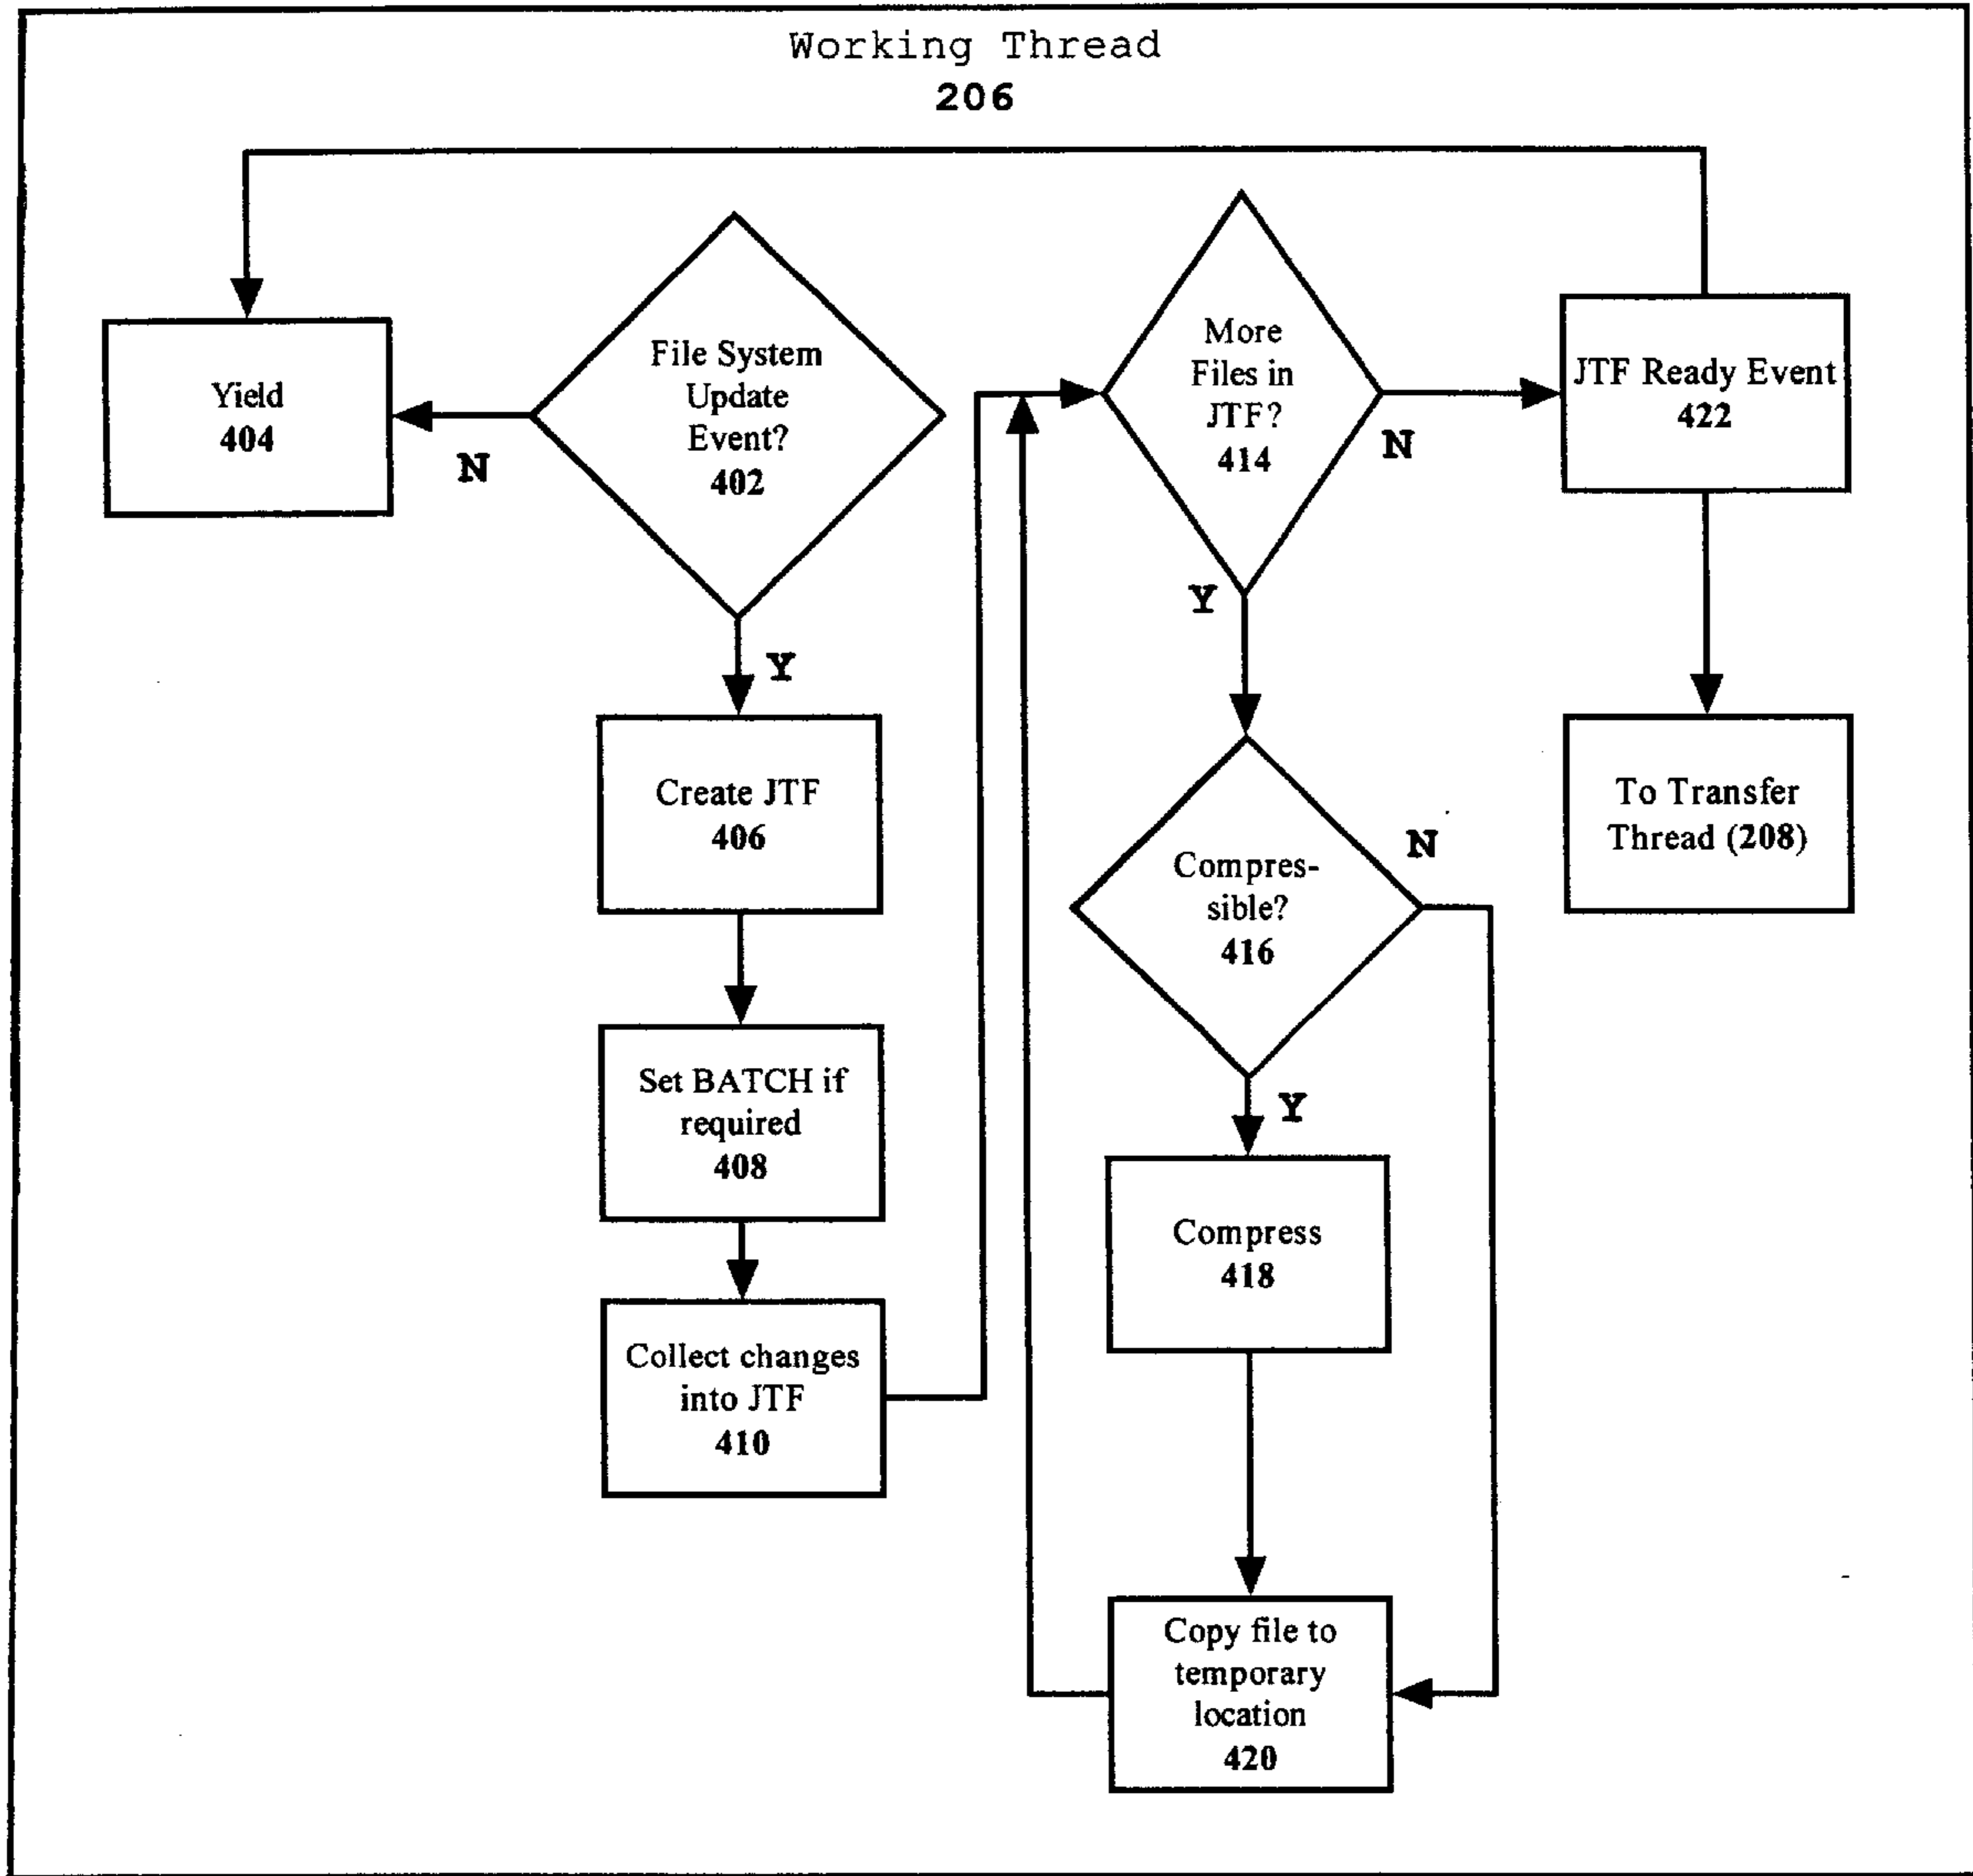 Working Thread
206
Yield
404
N
File System
Update
Event?
402
Y
Create JTF
406
Set BATCH if
required
408
Collect changes
into JTF
410
More
Files in
JTF?
414
N
Y
JTF Ready Event
422
To Transfer
Thread (208)
Compres-
sible?
416
N
Y
Compress
418
Copy file to
temporary
location
420